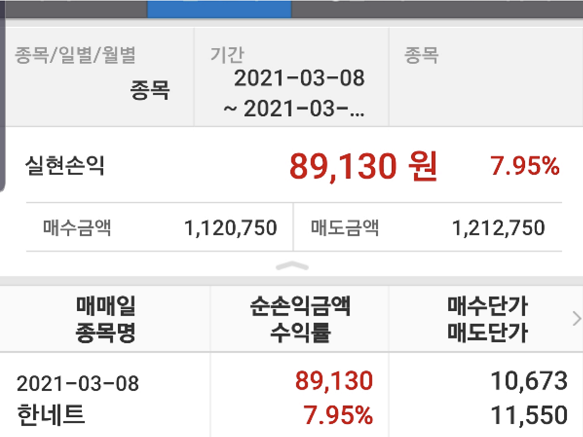 종목/일별/월별
종목
기간
2021-03-08
~ 2021-03-...
종목
실현손익 89,130 원 7.95%
매수금액 1,120,750 매도금액 1,212,750
매매일 순손익금액 매수단가
종목명 수익률 매도단가
2021-03-08 89,130 10,673
한네트 7.95% 11,550